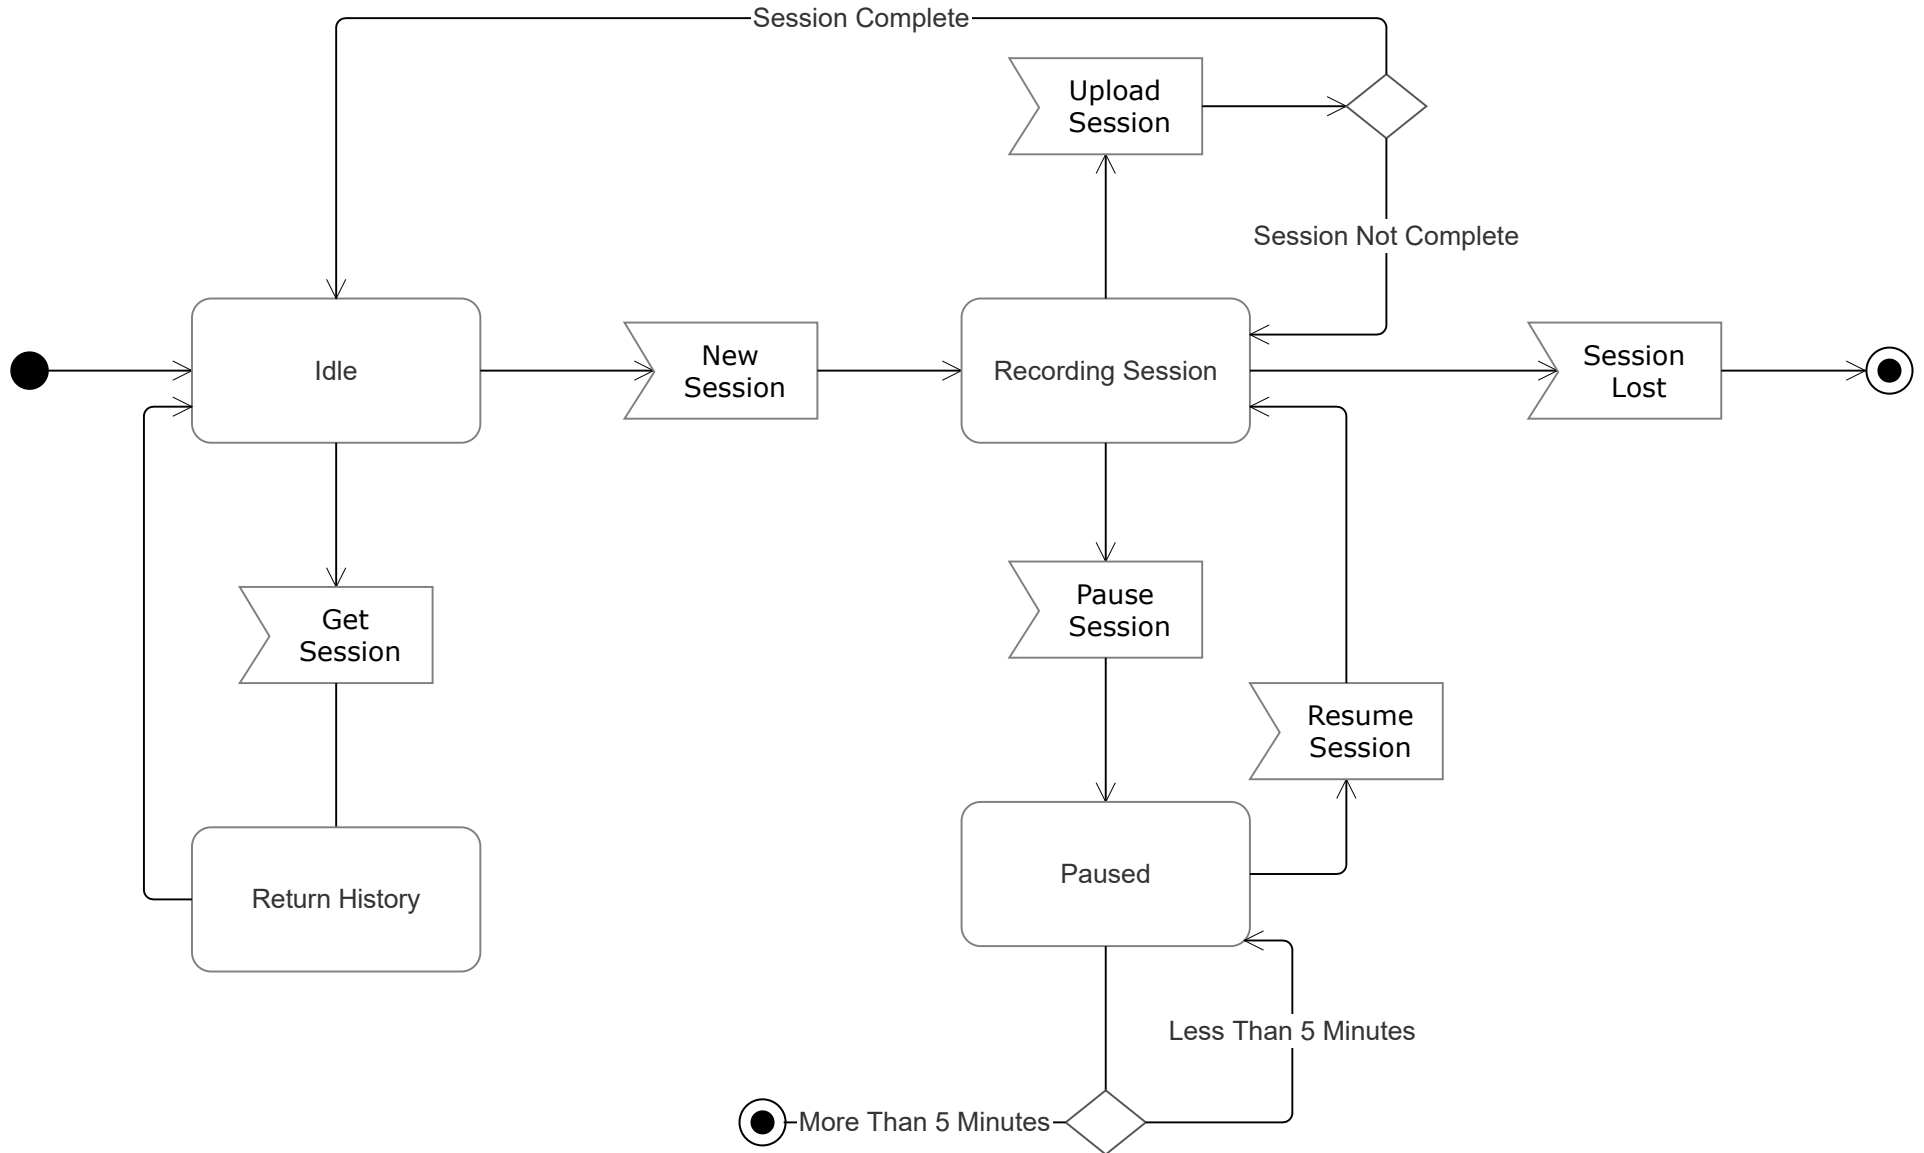 Session Complete
Upload
Session
Session Not Complete
Idle
New
Session
Recording Session
Session
Lost
Get
Session
Pause
Session
Resume
Session
Return History
Paused
Less Than 5 Minutes
More Than 5 Minutes